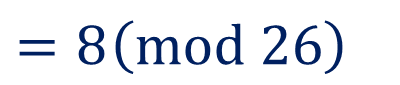 = 8(mod 26)